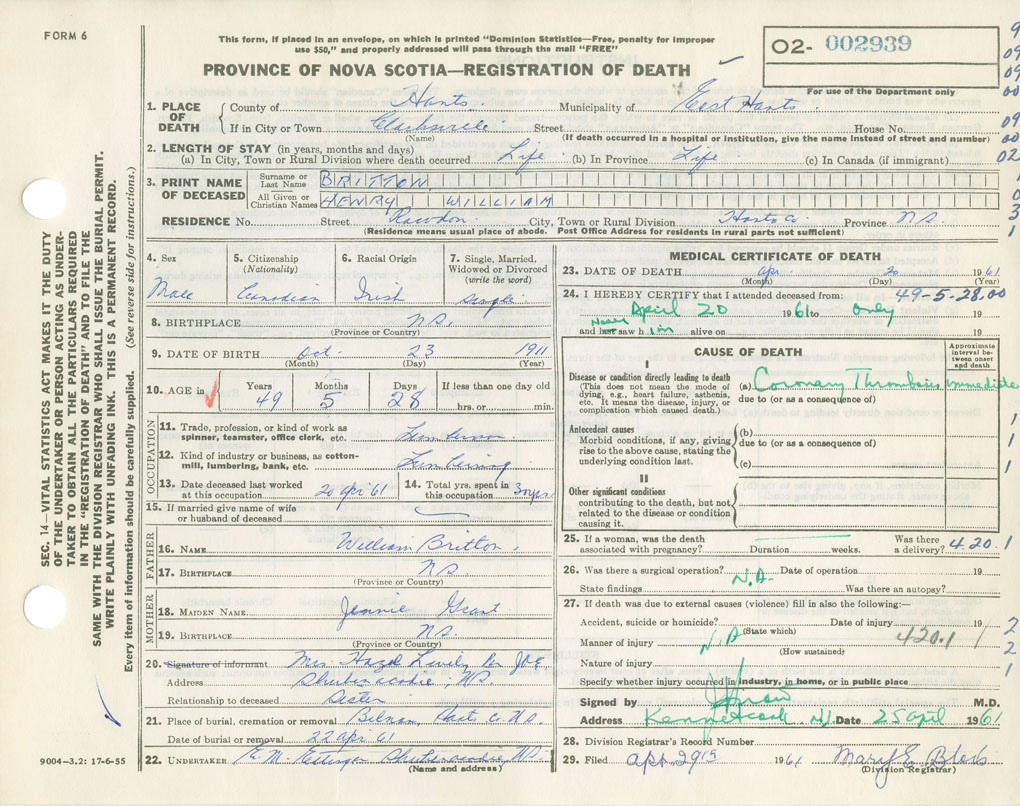 FORM 6
This form, if placed in an envelope, on which is printed "Dominion Statistics—Free, penalty for improper
use $50," and properly addressed will pass through the mail "FREE"
02- 002939
PROVINCE OF NOVA SCOTIA—REGISTRATION OF DEATH
For use of the Department only
1. PLACE OF DEATH
County of Hants Municipality of East Hants
If in City or Town Clarksville Street House No.
(Name) (If death occurred in a hospital or institution, give the name instead of street and number)
2. LENGTH OF STAY (in years, months and days)
(a) In City, Town or Rural Division where death occurred Life (b) In Province Life (c) In Canada (if immigrant)
3. PRINT NAME OF DECEASED
Surname or Last Name BRITTON
All Given or Christian Names HENRY WILLIAM
RESIDENCE No. Street Rawdon City, Town or Rural Division Hants Co Province N.S.
(Residence means usual place of abode. Post Office Address for residents in rural parts not sufficient)
4. Sex Male
5. Citizenship (Nationality) Canadian
6. Racial Origin Irish
7. Single, Married, Widowed or Divorced (write the word) Single
8. BIRTHPLACE N.S.
(Province or Country)
9. DATE OF BIRTH Oct. 23 1911
(Month) (Day) (Year)
10. AGE in Years 49 Months 5 Days 28 If less than one day old hrs. or min.
OCCUPATION
11. Trade, profession, or kind of work as spinner, teamster, office clerk, etc. Lumberman
12. Kind of industry or business, as cotton-mill, lumbering, bank, etc. Lumbering
13. Date deceased last worked at this occupation 20 apr 61
14. Total yrs. spent in this occupation 30 yrs
15. If married give name of wife or husband of deceased
FATHER
16. NAME William Britton
17. BIRTHPLACE N.S.
(Province or Country)
MOTHER
18. MAIDEN NAME Jennie Grant
19. BIRTHPLACE N.S.
(Province or Country)
20. Signature of informant Mrs. Hazel Lively
Address Shubenacadie, N.S.
Relationship to deceased Sister
21. Place of burial, cremation or removal Hants Co N.S.
Date of burial or removal 22 apr 61
22. UNDERTAKER E. M. Ettinger Shubenacadie, N.S.
(Name and address)
MEDICAL CERTIFICATE OF DEATH
23. DATE OF DEATH Apr 20 1961
(Month) (Day) (Year)
24. I HEREBY CERTIFY that I attended deceased from: 49-5-28.00
April 20 1961 to only 19
and last saw h im alive on 19
Never
CAUSE OF DEATH
Approximate interval between onset and death
I
Disease or condition directly leading to death
(This does not mean the mode of dying, e.g., heart failure, asthenia, etc. It means the disease, injury, or complication which caused death.)
(a) Coronary Thrombosis immediate
due to (or as a consequence of)
Antecedent causes
Morbid conditions, if any, giving rise to the above cause, stating the underlying condition last.
(b)
due to (or as a consequence of)
(c)
II
Other significant conditions
contributing to the death, but not related to the disease or condition causing it.
25. If a woman, was the death associated with pregnancy? Duration weeks. Was there a delivery? 4.20.1
26. Was there a surgical operation? N.A. Date of operation 19
State findings Was there an autopsy?
27. If death was due to external causes (violence) fill in also the following:—
Accident, suicide or homicide? Date of injury 19
(State which)
Manner of injury N.A 420.1
(How sustained)
Nature of injury
Specify whether injury occurred in industry, in home, or in public place
Signed by M.D.
Address Kennetcook. N.S. Date 25 april 1961
28. Division Registrar's Record Number
29. Filed apr. 29 1961 Mary E. Blois
(Division Registrar)
SEC. 14—VITAL STATISTICS ACT MAKES IT THE DUTY
OF THE UNDERTAKER OR PERSON ACTING AS UNDER-
TAKER TO OBTAIN ALL THE PARTICULARS REQUIRED
IN THE "REGISTRATION OF DEATH" AND TO FILE THE
SAME WITH THE DIVISION REGISTRAR WHO SHALL ISSUE THE BURIAL PERMIT.
WRITE PLAINLY WITH UNFADING INK. THIS IS A PERMANENT RECORD.
Every item of information should be carefully supplied. (See reverse side for instructions.)
9004—3.2: 17-6-55